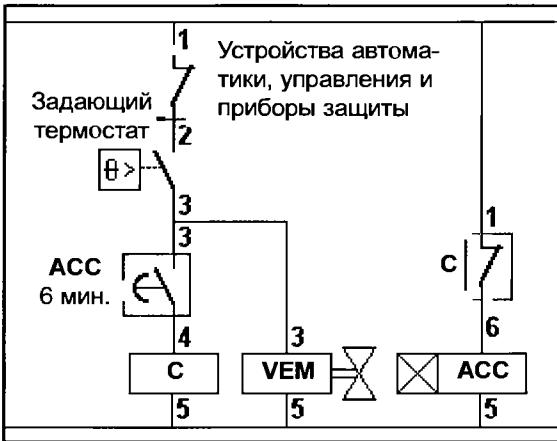 1
Устройства автома-
тики, управления и
приборы защиты
Задающий
термостат
2
θ >
3
3
1
ACC
6 мин.
C
4
3
6
C
VEM
ACC
5
5
5